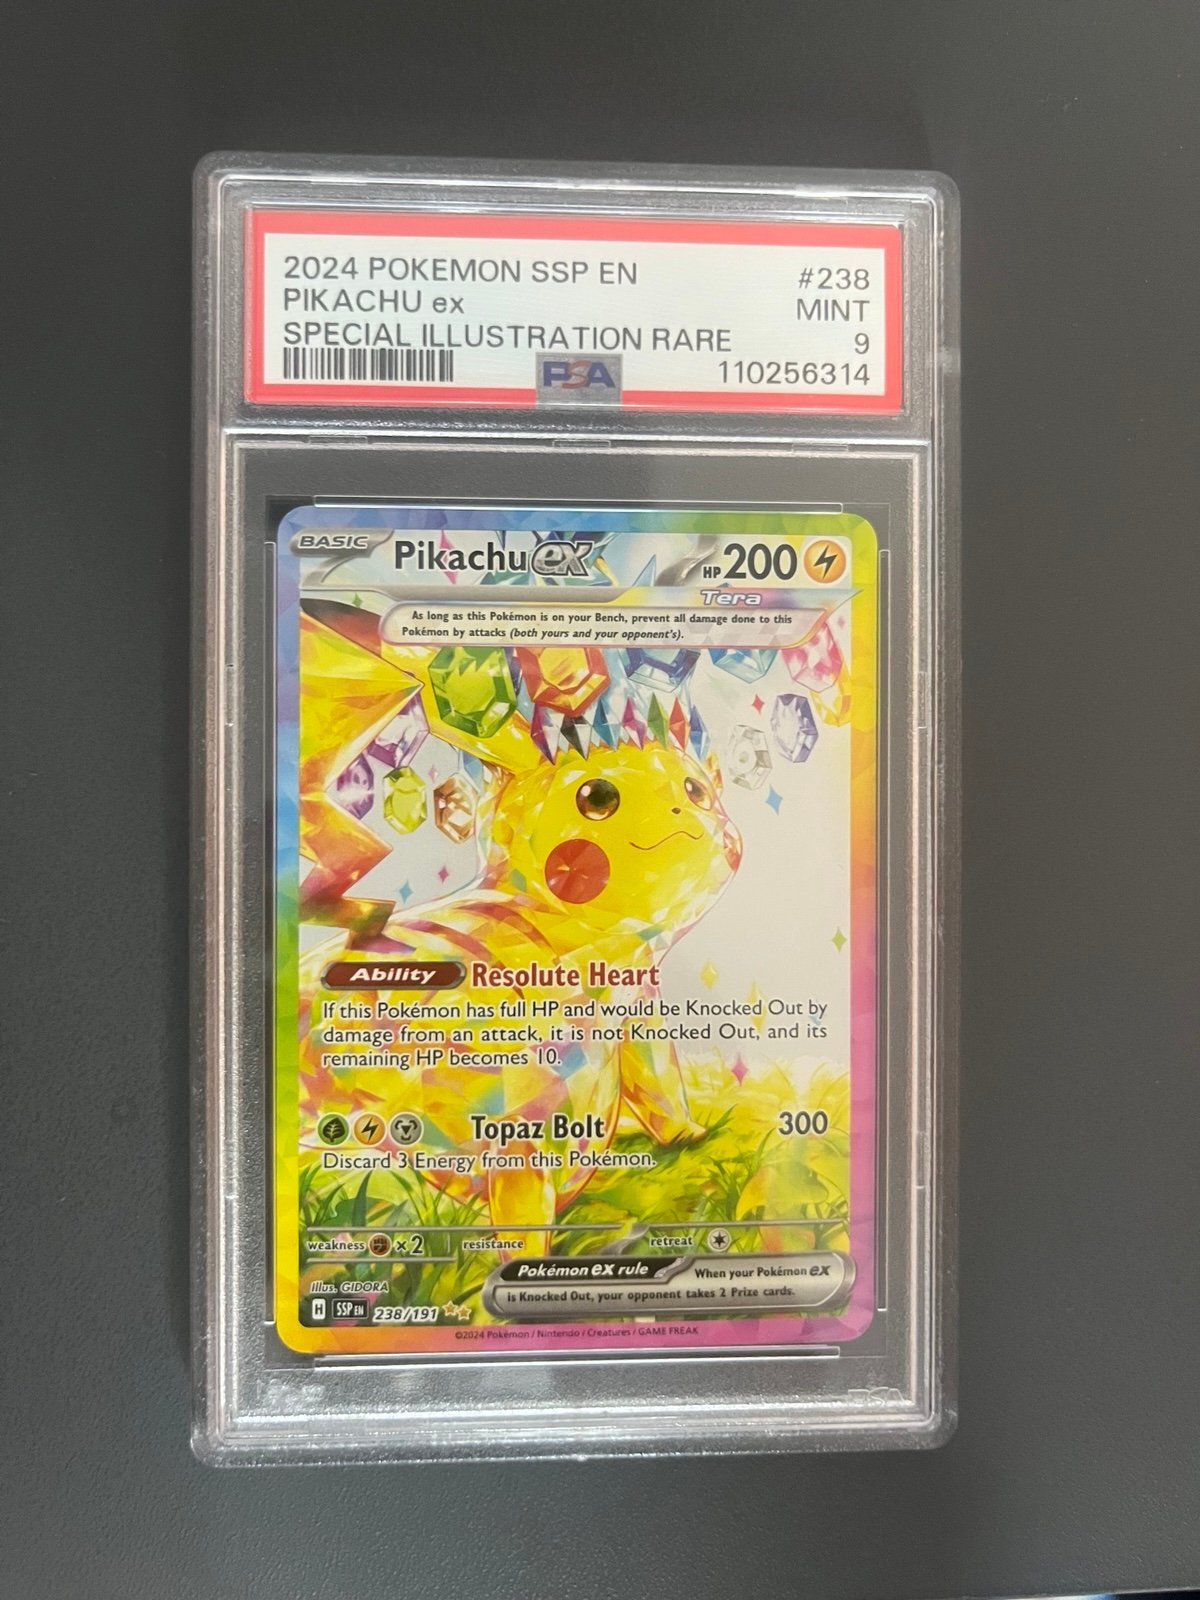 2024 POKEMON SSP EN #238
PIKACHU ex MINT
SPECIAL ILLUSTRATION RARE 9
PSA 110256314
BASIC Pikachu ex HP 200
Tera
As long as this Pokémon is on your Bench, prevent all damage done to this
Pokémon by attacks (both yours and your opponent's).
Ability Resolute Heart
If this Pokémon has full HP and would be Knocked Out by
damage from an attack, it is not Knocked Out, and its
remaining HP becomes 10.
Topaz Bolt 300
Discard 3 Energy from this Pokémon.
weakness ×2 resistance retreat
Pokémon ex rule When your Pokémon ex
is Knocked Out, your opponent takes 2 Prize cards.
Illus. GIDORA
H SSP EN 238/191
©2024 Pokémon / Nintendo / Creatures / GAME FREAK
PSA